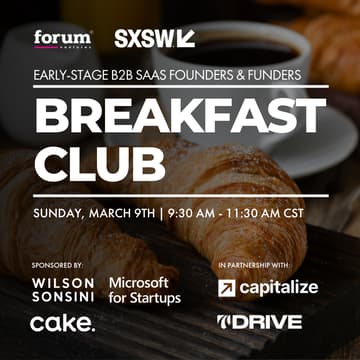 forum
ventures
SXSW
EARLY-STAGE B2B SAAS FOUNDERS & FUNDERS
BREAKFAST
CLUB
SUNDAY, MARCH 9TH | 9:30 AM - 11:30 AM CST
SPONSORED BY:
WILSON
SONSINI
Microsoft
for Startups
cake.
IN PARTNERSHIP WITH:
capitalize
DRIVE